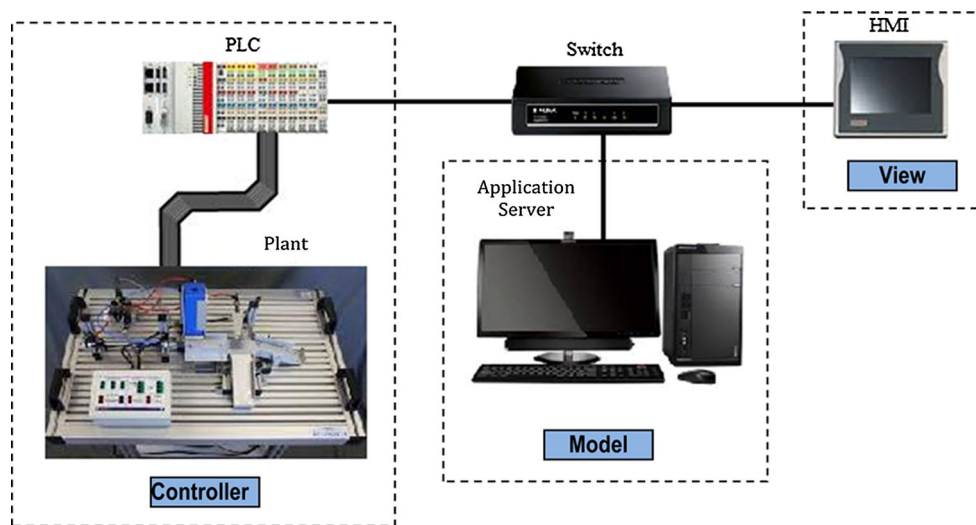 PLC
Switch
HMI
View
Application
Server
Plant
Model
Controller